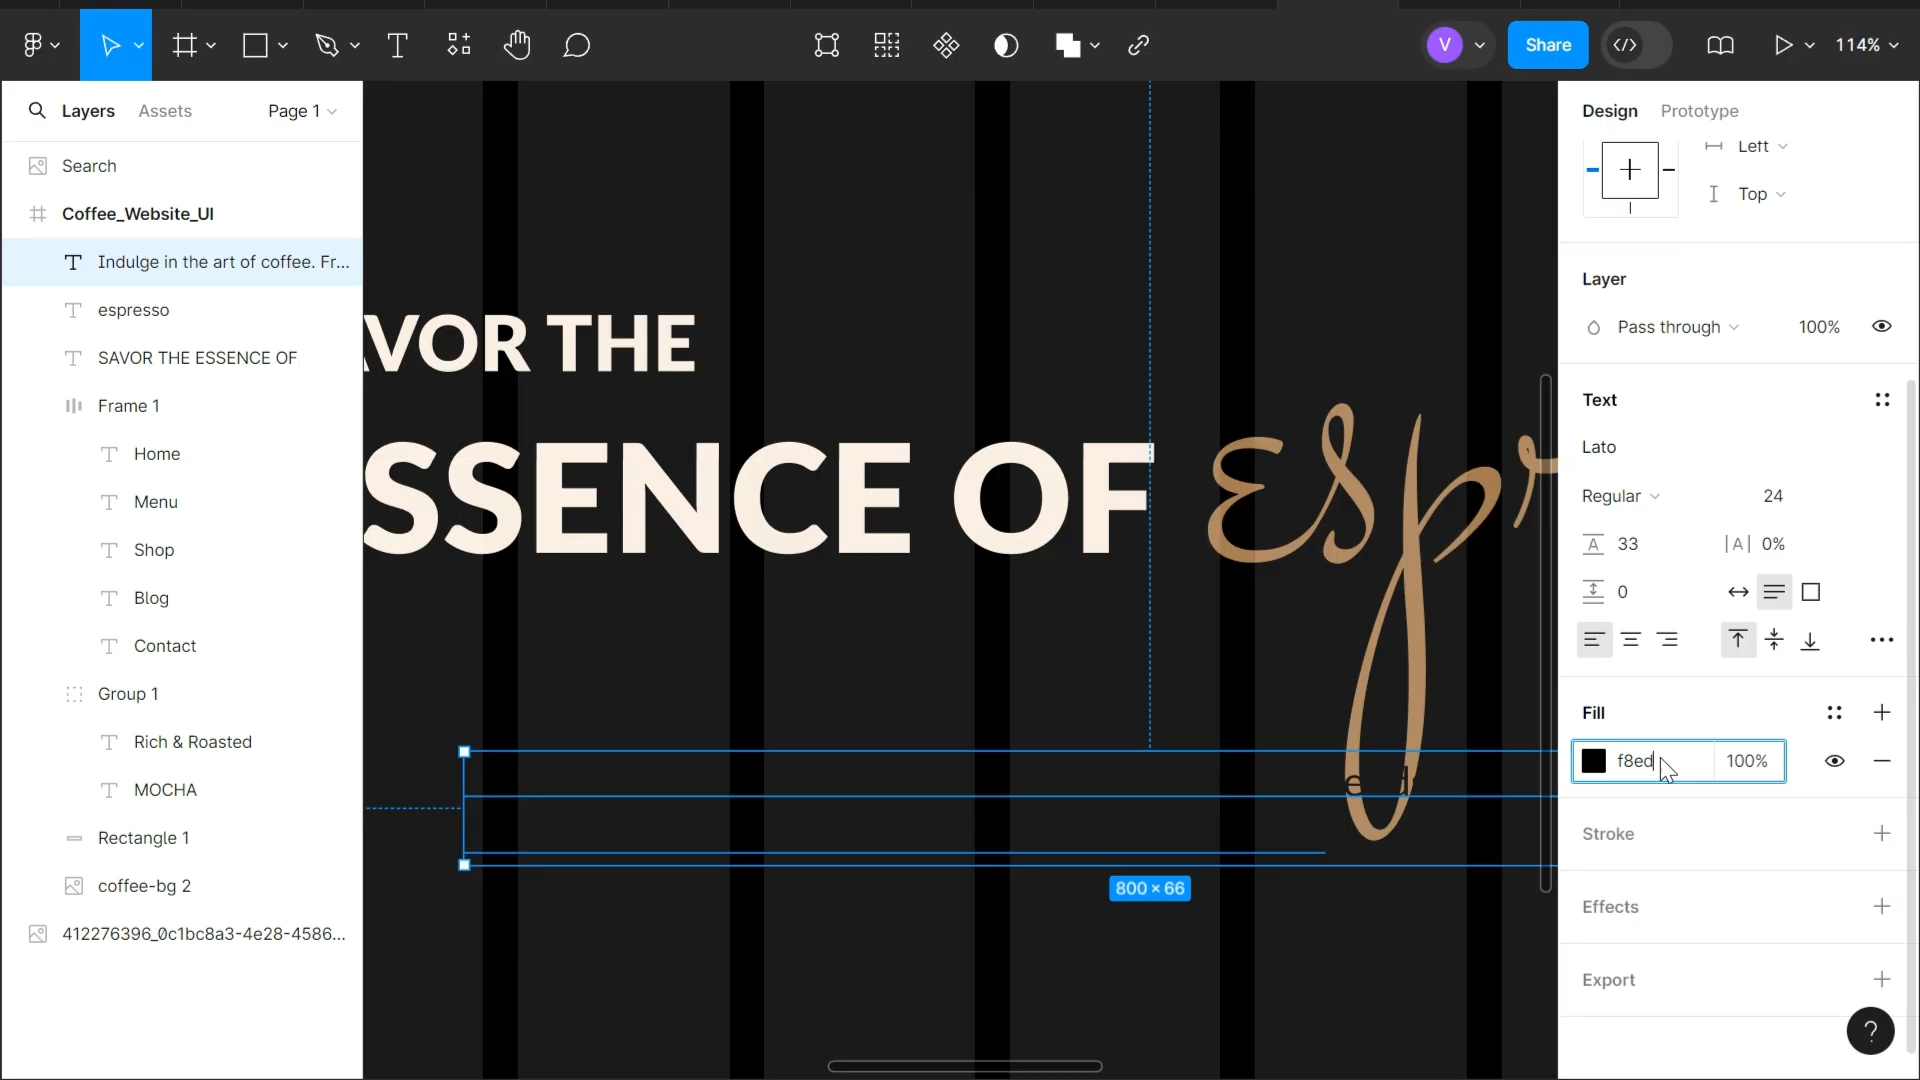 V
Share
114%
Layers
Assets
Page 1
Design
Prototype
Search
Coffee_Website_UI
Indulge in the art of coffee. Fr...
espresso
SAVOR THE ESSENCE OF
Frame 1
Home
Menu
Shop
Blog
Contact
Group 1
Rich & Roasted
MOCHA
Rectangle 1
coffee-bg 2
412276396_0c1bc8a3-4e28-4586...
AVOR THE
SSENCE OF
Espr
800 × 66
Left
Top
Layer
Pass through
100%
Text
Lato
Regular
24
33
0%
0
Fill
f8ed
100%
Stroke
Effects
Export
?